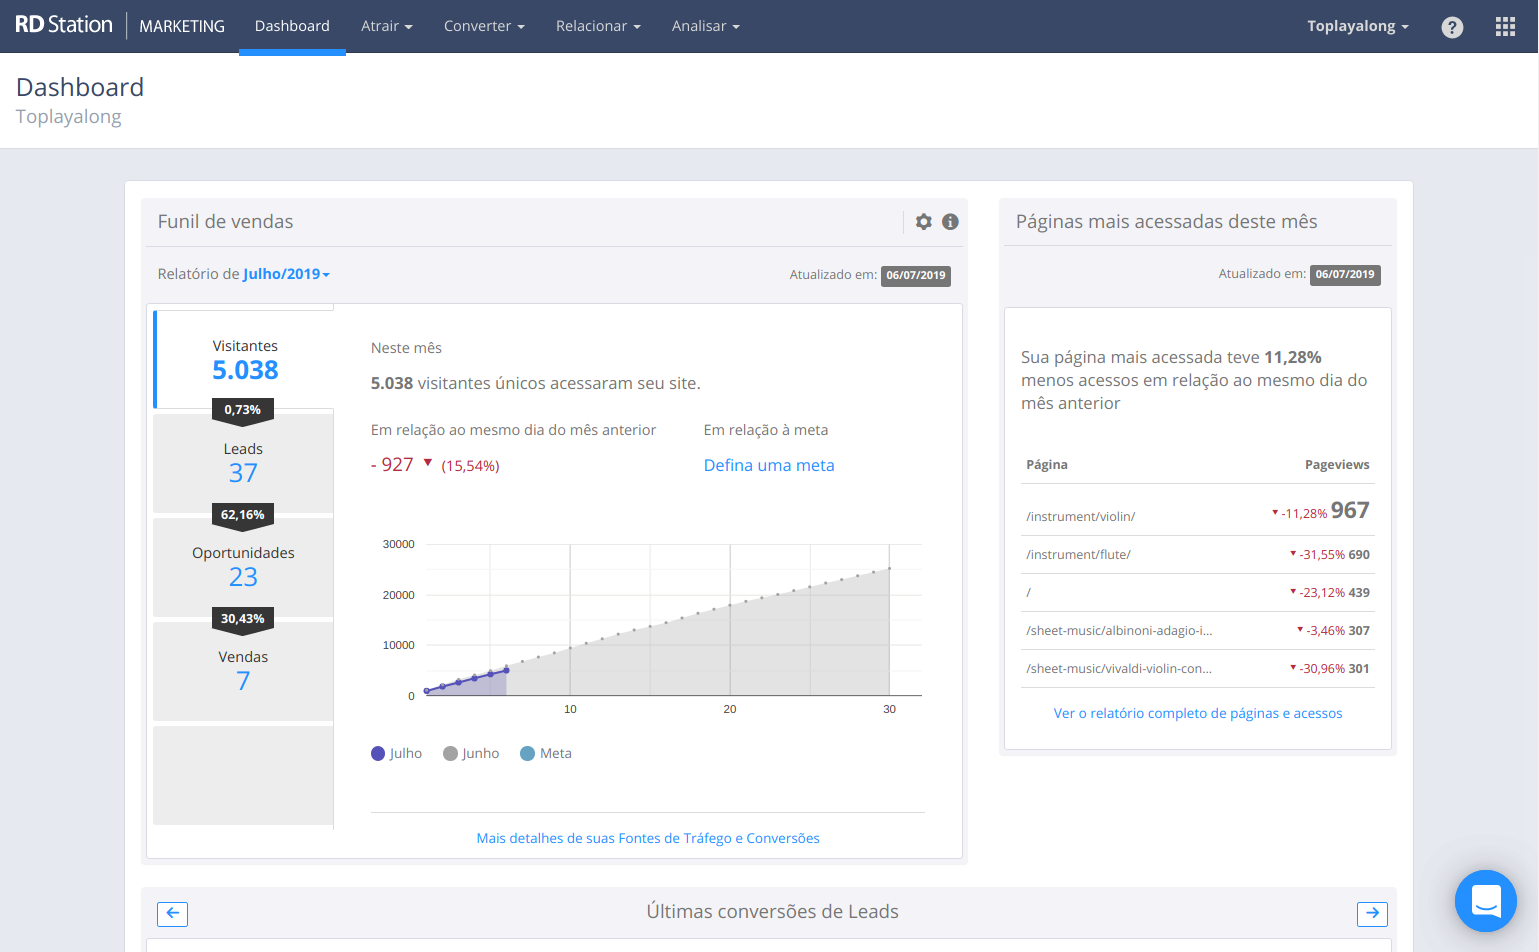 RD Station MARKETING Dashboard Atrair Converter Relacionar Analisar Toplayalong ?
Dashboard
Toplayalong
Funil de vendas
Relatório de Julho/2019
Atualizado em: 06/07/2019
Visitantes
5.038
0,73%
Leads
37
62,16%
Oportunidades
23
30,43%
Vendas
7
Neste mês
5.038 visitantes únicos acessaram seu site.
Em relação ao mesmo dia do mês anterior
- 927 ▼ (15,54%)
Em relação à meta
Defina uma meta
30000
20000
10000
0
10 20 30
Julho Junho Meta
Mais detalhes de suas Fontes de Tráfego e Conversões
Páginas mais acessadas deste mês
Atualizado em: 06/07/2019
Sua página mais acessada teve 11,28%
menos acessos em relação ao mesmo dia do
mês anterior
Página Pageviews
/instrument/violin/ ▼ -11,28% 967
/instrument/flute/ ▼ -31,55% 690
/ ▼ -23,12% 439
/sheet-music/albinoni-adagio-i... ▼ -3,46% 307
/sheet-music/vivaldi-violin-con... ▼ -30,96% 301
Ver o relatório completo de páginas e acessos
Últimas conversões de Leads